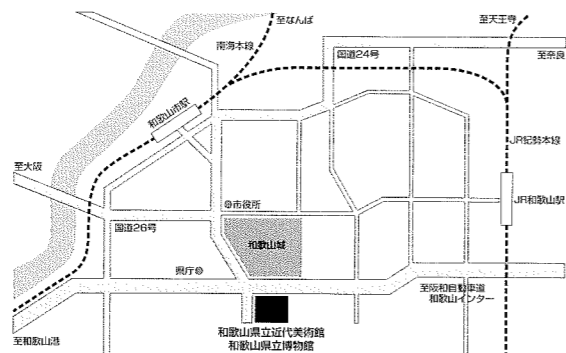 至なんば
至天王寺
南海本線
国道24号
至奈良
和歌山市駅
JR紀勢本線
至大阪
JR和歌山駅
◎市役所
国道26号
和歌山城
県庁◎
至阪和自動車道
和歌山インター
至和歌山港
和歌山県立近代美術館
和歌山県立博物館